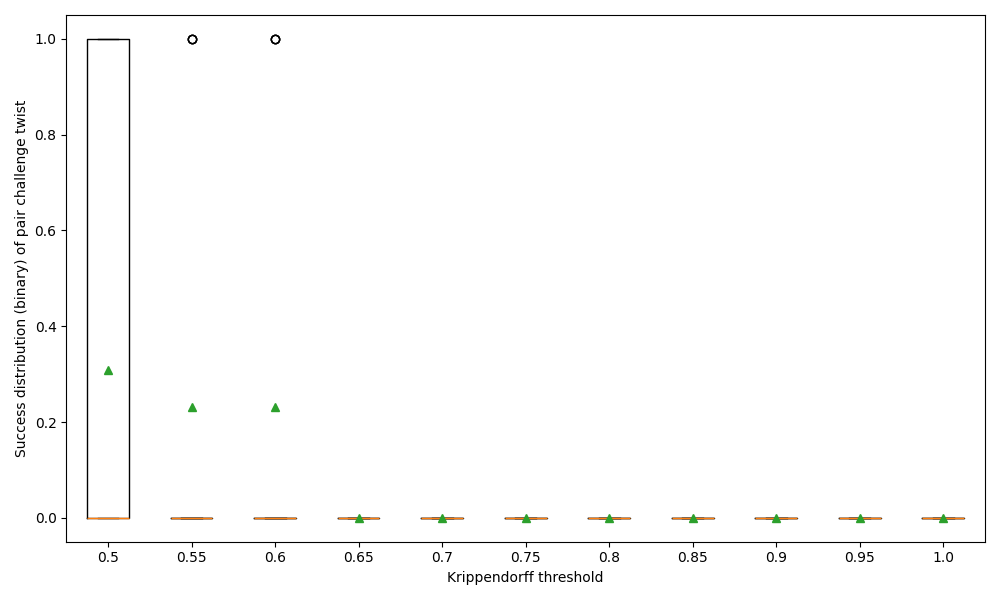 Success distribution (binary) of pair challenge twist
1.0
0.8
0.6
0.4
0.2
0.0
0.5 0.55 0.6 0.65 0.7 0.75 0.8 0.85 0.9 0.95 1.0
Krippendorff threshold